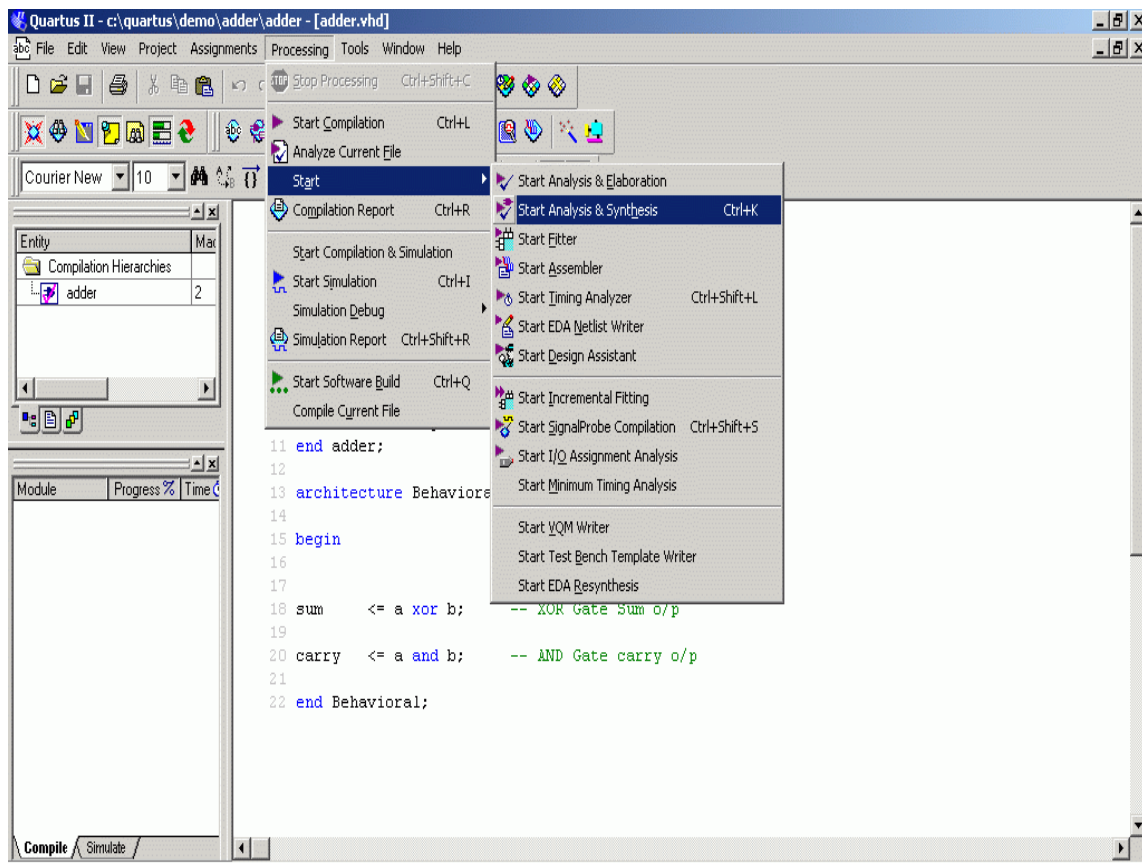 Quartus II - c:\quartus\demo\adder\adder - [adder.vhd]
File Edit View Project Assignments Processing Tools Window Help
Stop Processing Ctrl+Shift+C
Start Compilation Ctrl+L
Analyze Current File
Courier New 10
Start
Start Analysis & Elaboration
Compilation Report Ctrl+R
Start Analysis & Synthesis Ctrl+K
Entity Mac
Start Fitter
Start Compilation & Simulation
Compilation Hierarchies
Start Assembler
Start Simulation Ctrl+I
adder 2
Start Timing Analyzer Ctrl+Shift+L
Simulation Debug
Start EDA Netlist Writer
Simulation Report Ctrl+Shift+R
Start Design Assistant
Start Software Build Ctrl+Q
Start Incremental Fitting
Compile Current File
Start SignalProbe Compilation Ctrl+Shift+S
11 end adder;
Start I/O Assignment Analysis
12
Module Progress % Time
13 architecture Behaviora
Start Minimum Timing Analysis
14
Start VQM Writer
15 begin
Start Test Bench Template Writer
16
17
Start EDA Resynthesis
18 sum <= a xor b; -- XOR Gate Sum o/p
19
20 carry <= a and b; -- AND Gate carry o/p
21
22 end Behavioral;
Compile Simulate